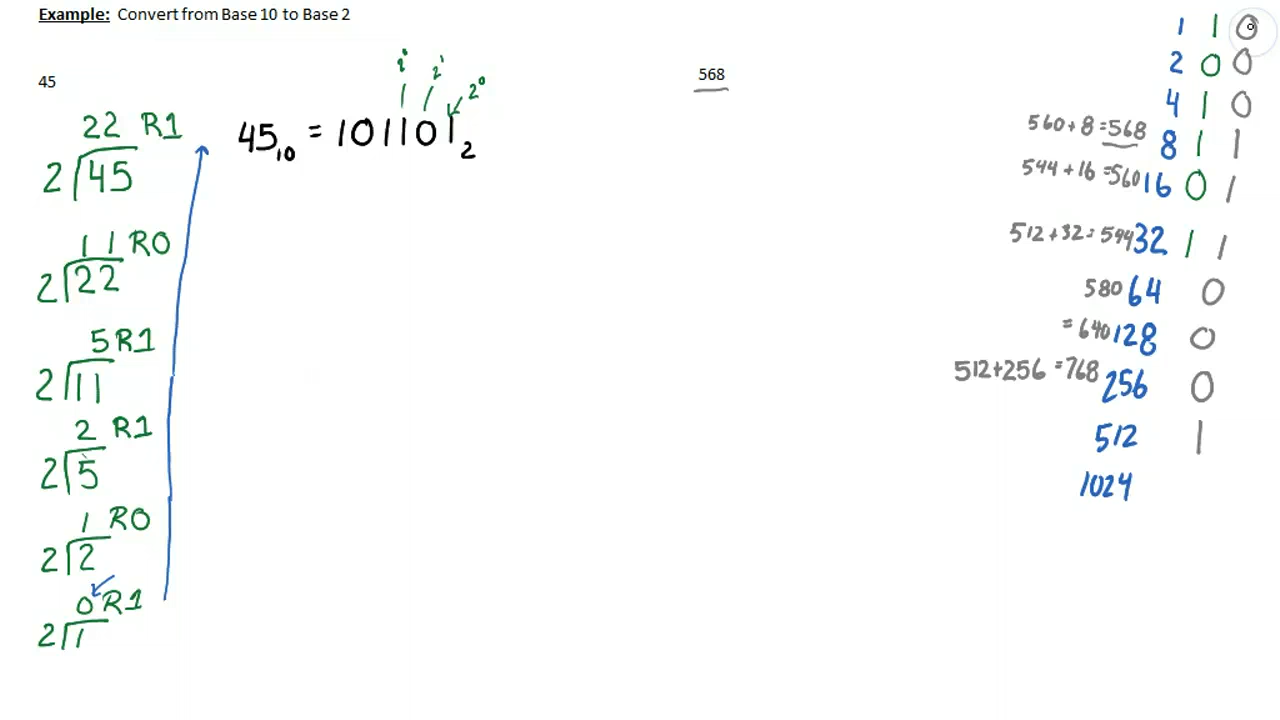 Example: Convert from Base 10 to Base 2
45
568
22 R1
2 45
11 R0
2 22
5 R1
2 11
2 R1
2 5
1 R0
2 2
0 R1
2 1
2�1 2⁰
45₁₀ = 101101₂
1 1 0
2 0 0
4 1 0
560+8 =568 8 1 1
544 +16 =560 16 0 1
512+32= 544 32 1 1
580 64 0
= 640 128 0
512+256 =768 256 0
512 1
1024